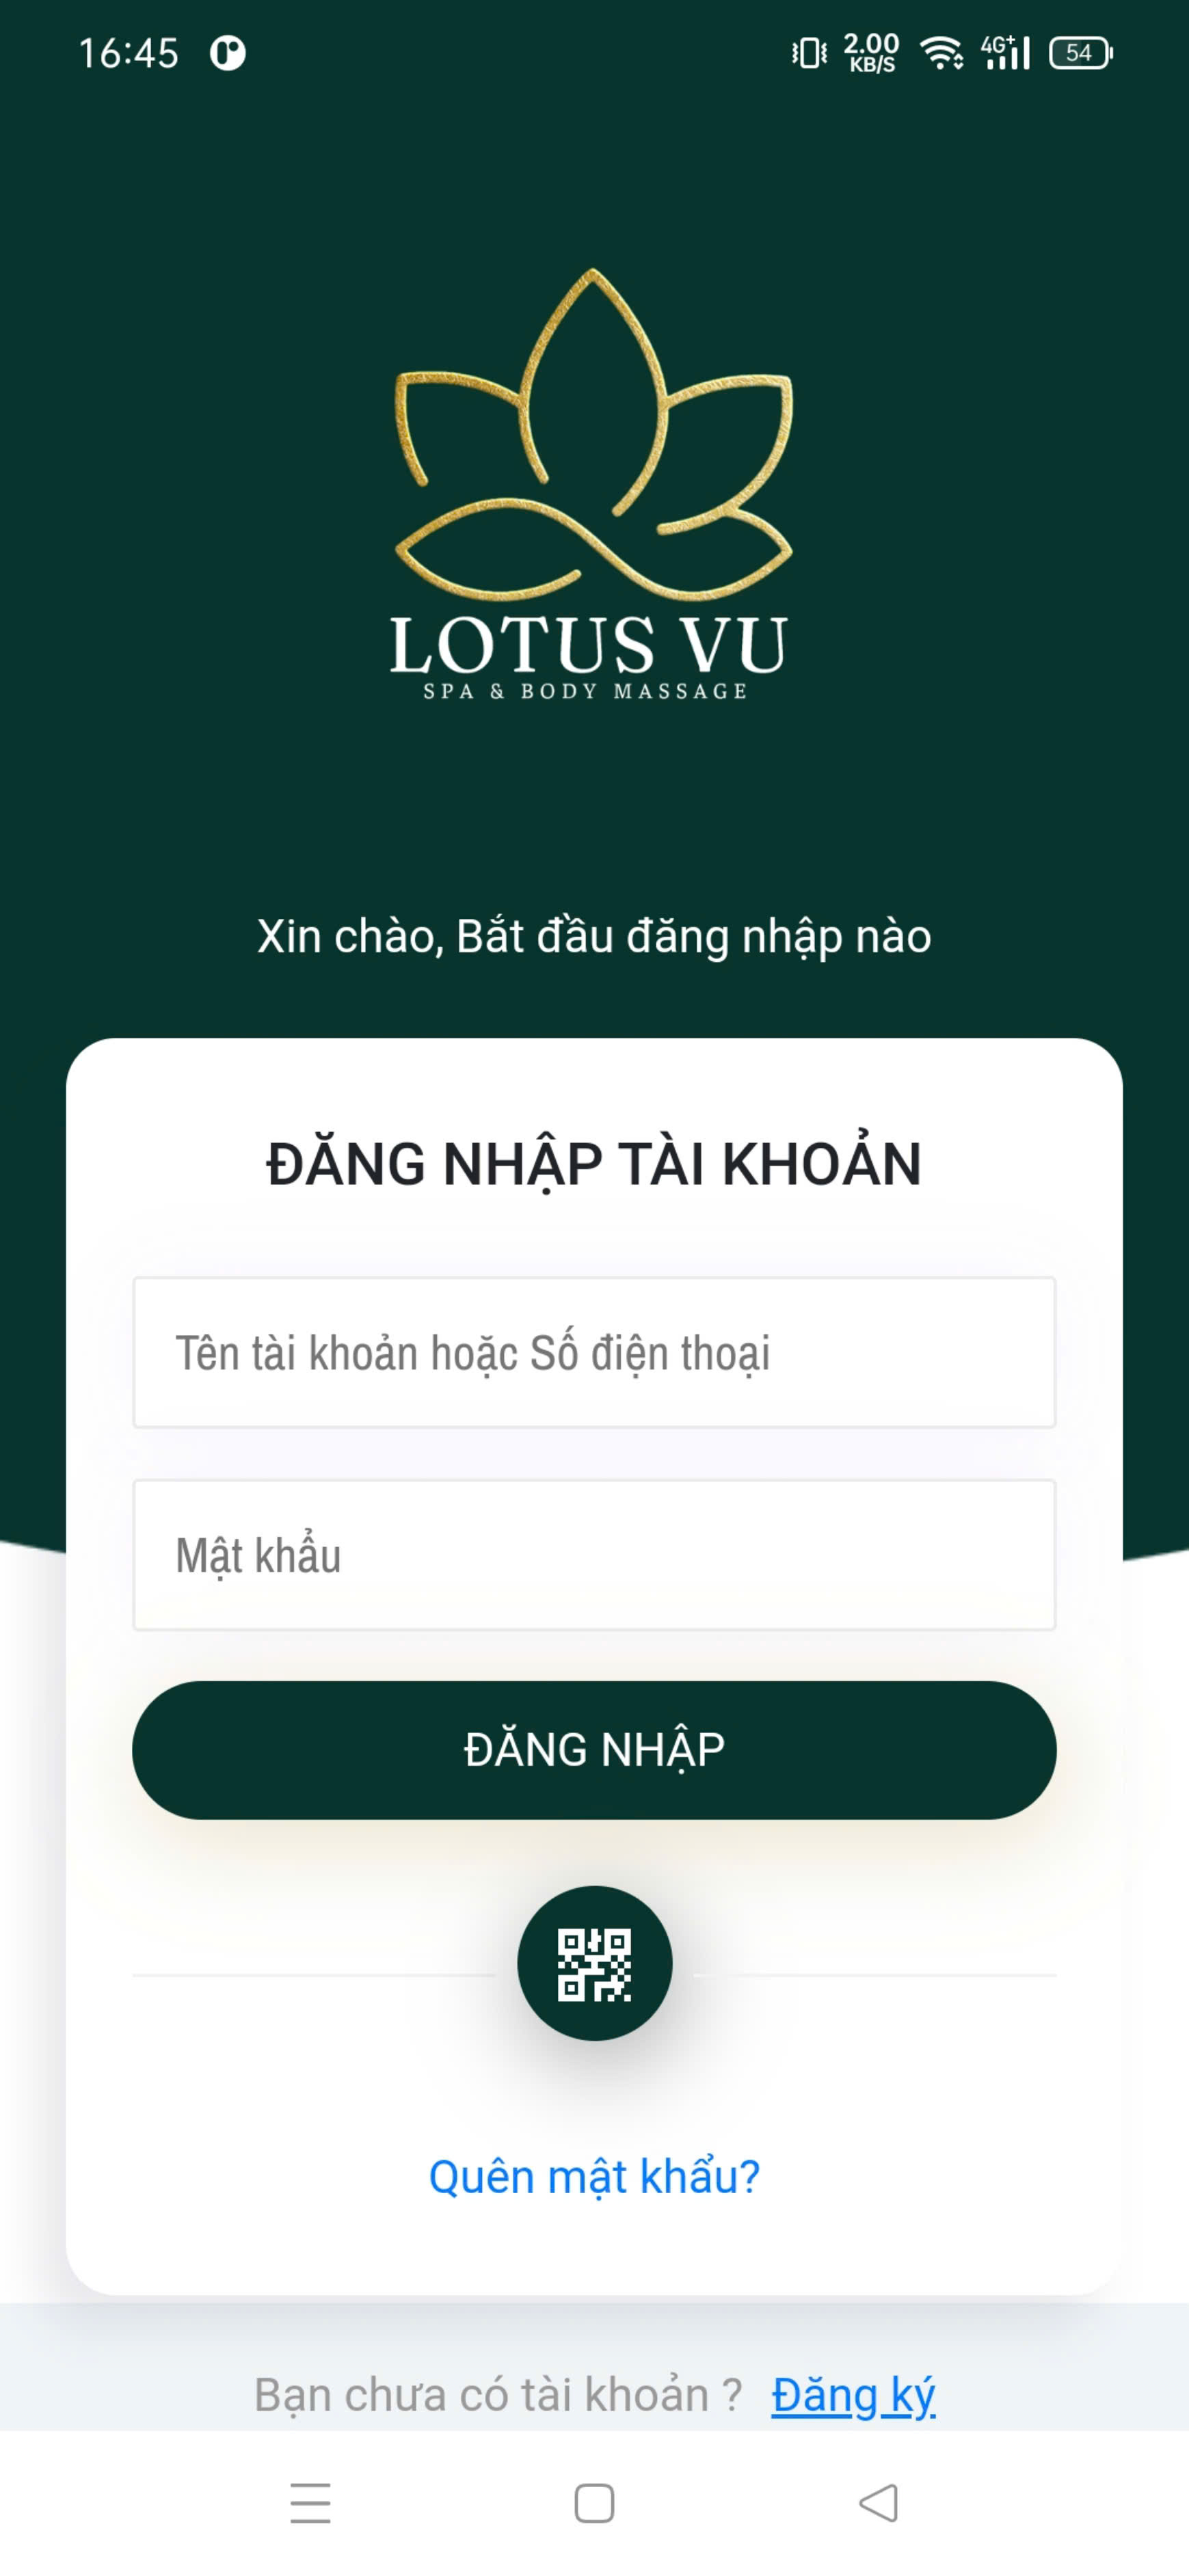 16:45
2.00
KB/S
4G+
54
LOTUS VU
SPA & BODY MASSAGE
Xin chào, Bắt đầu đăng nhập nào
ĐĂNG NHẬP TÀI KHOẢN
Tên tài khoản hoặc Số điện thoại
Mật khẩu
ĐĂNG NHẬP
Quên mật khẩu?
Bạn chưa có tài khoản ? Đăng ký